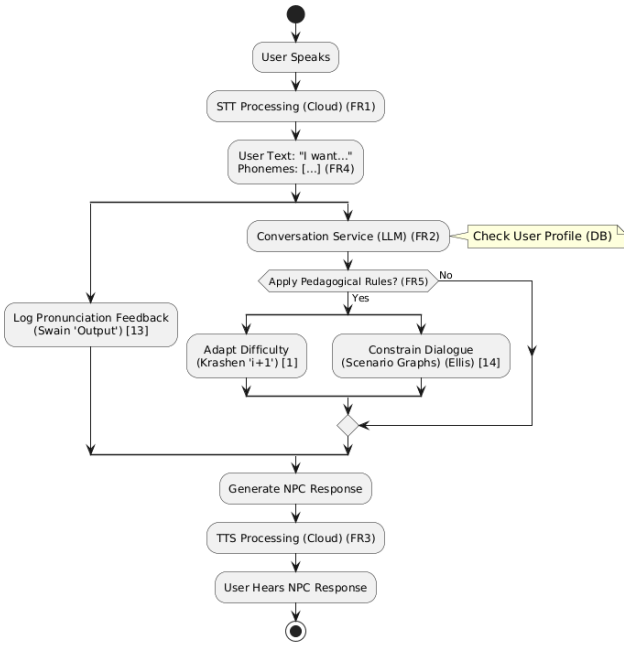 User Speaks
STT Processing (Cloud) (FR1)
User Text: "I want..."
Phonemes: [...] (FR4)
Conversation Service (LLM) (FR2)
Check User Profile (DB)
Apply Pedagogical Rules? (FR5)
No
Yes
Log Pronunciation Feedback
(Swain 'Output') [13]
Adapt Difficulty
(Krashen 'i+1') [1]
Constrain Dialogue
(Scenario Graphs) (Ellis) [14]
Generate NPC Response
TTS Processing (Cloud) (FR3)
User Hears NPC Response